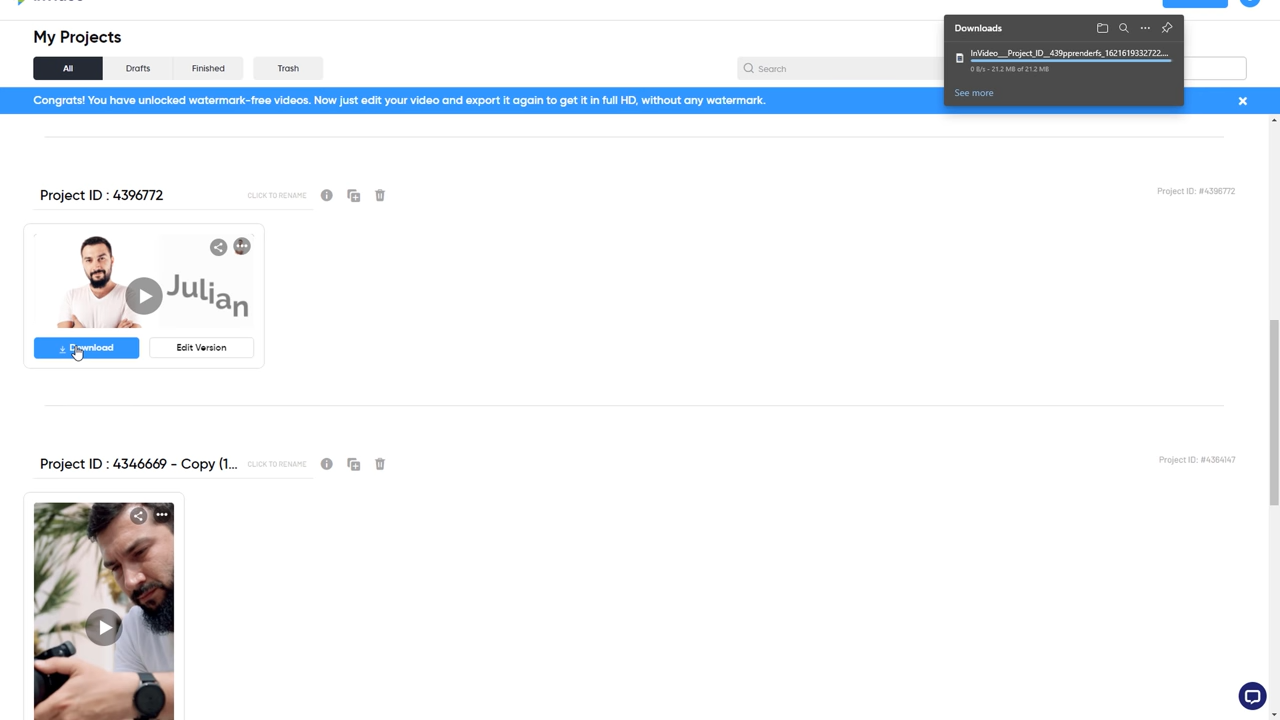 My Projects
All
Drafts
Finished
Trash
Search
Downloads
InVideo__Project_ID__439pprenderfs_1621619332722....
0 B/s - 21.2 MB of 21.2 MB
See more
Congrats! You have unlocked watermark-free videos. Now just edit your video and export it again to get it in full HD, without any watermark.
Project ID : 4396772
CLICK TO RENAME
Project ID: #4396772
Julian
Download
Edit Version
Project ID : 4346669 - Copy (1...
CLICK TO RENAME
Project ID: #4364147